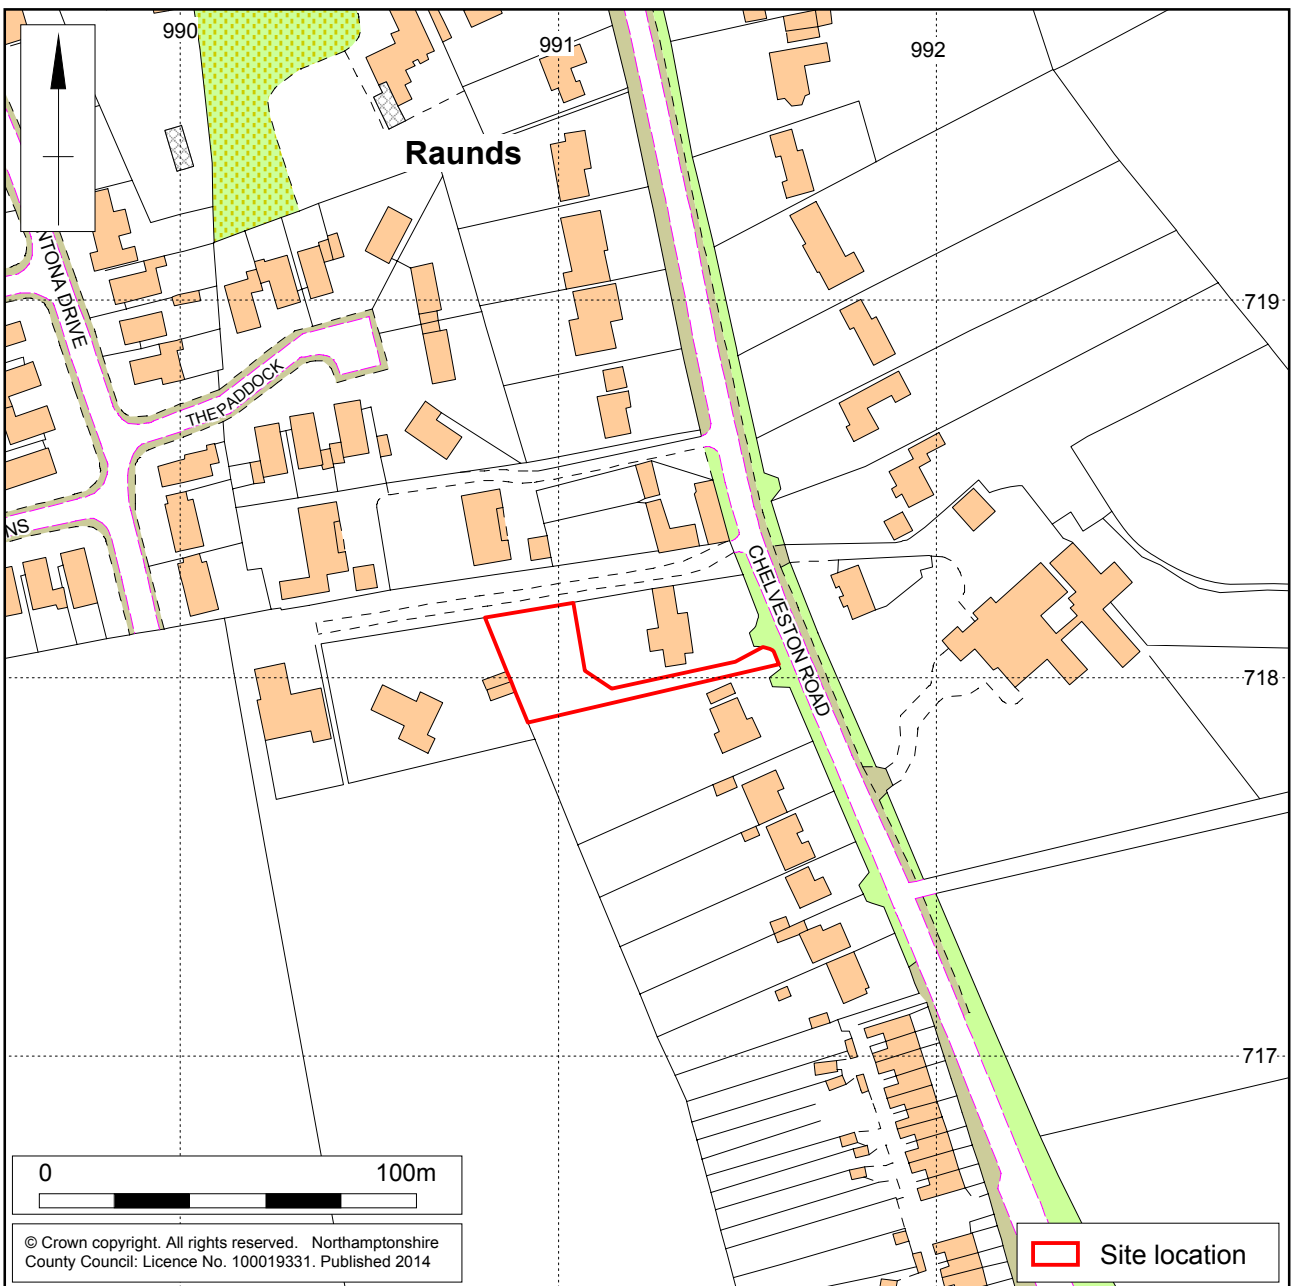 990
991
992
Raunds
NTONA DRIVE
719
THE PADDOCK
NS
CHELVESTON ROAD
718
717
0 100m
© Crown copyright. All rights reserved. Northamptonshire
County Council: Licence No. 100019331. Published 2014
Site location